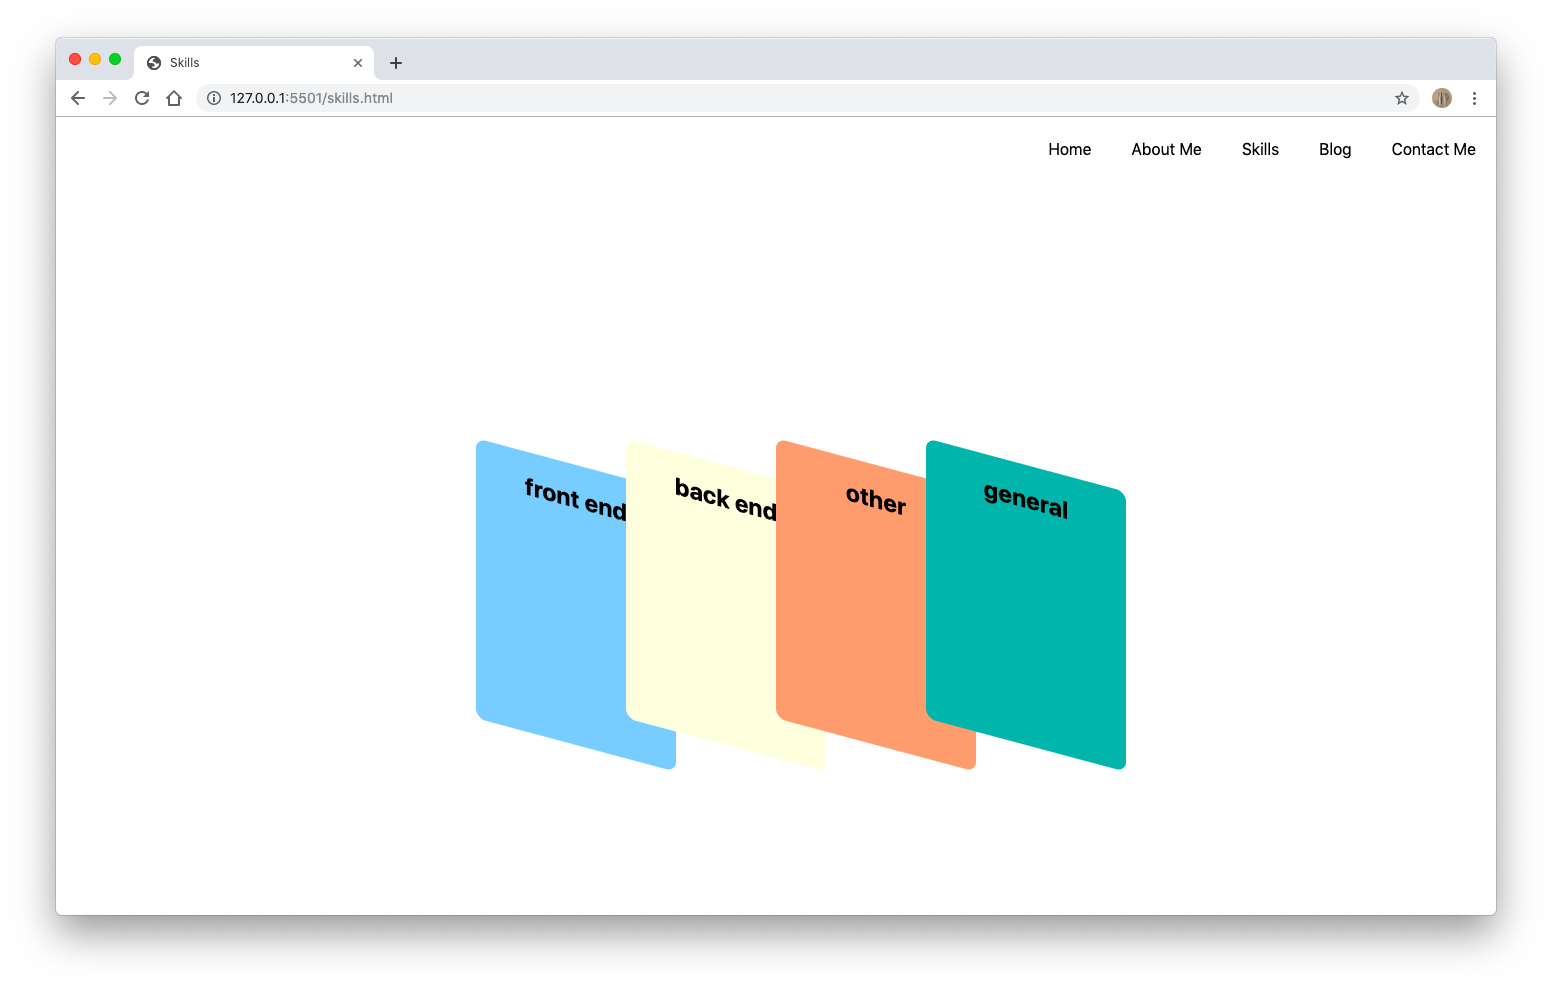 Skills
127.0.0.1:5501/skills.html
Home About Me Skills Blog Contact Me
front end back end other general